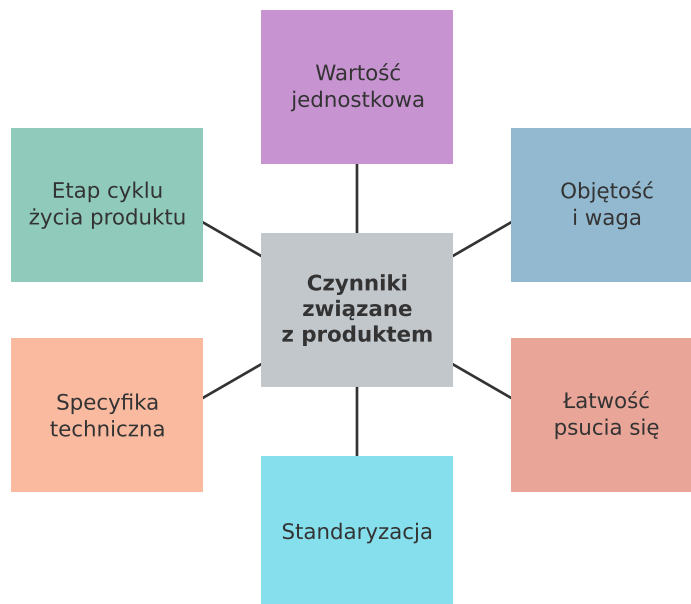 Wartość
jednostkowa
Etap cyklu
życia produktu
Objętość
i waga
Czynniki
związane
z produktem
Specyfika
techniczna
Łatwość
psucia się
Standaryzacja